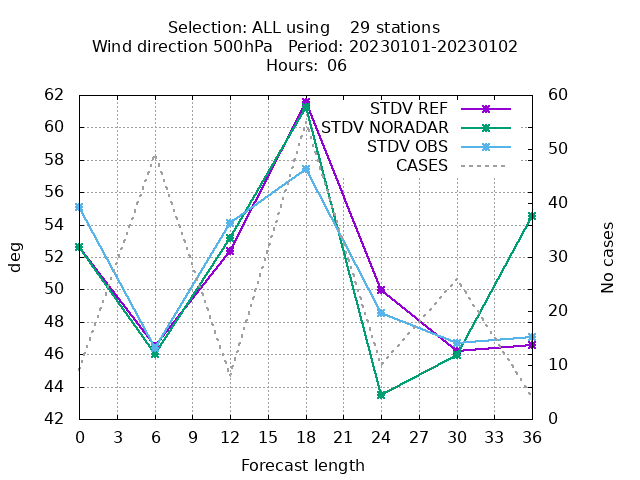 Selection: ALL using    29 stations
Wind direction 500hPa   Period: 20230101-20230102
Hours: 06
62 60
STDV REF
60
STDV NORADAR
50
58
STDV OBS
CASES
56
40
54
52 30
50
48 20
46
10
44
42 0
deg
No cases
0 3 6 9 12 15 18 21 24 27 30 33 36
Forecast length